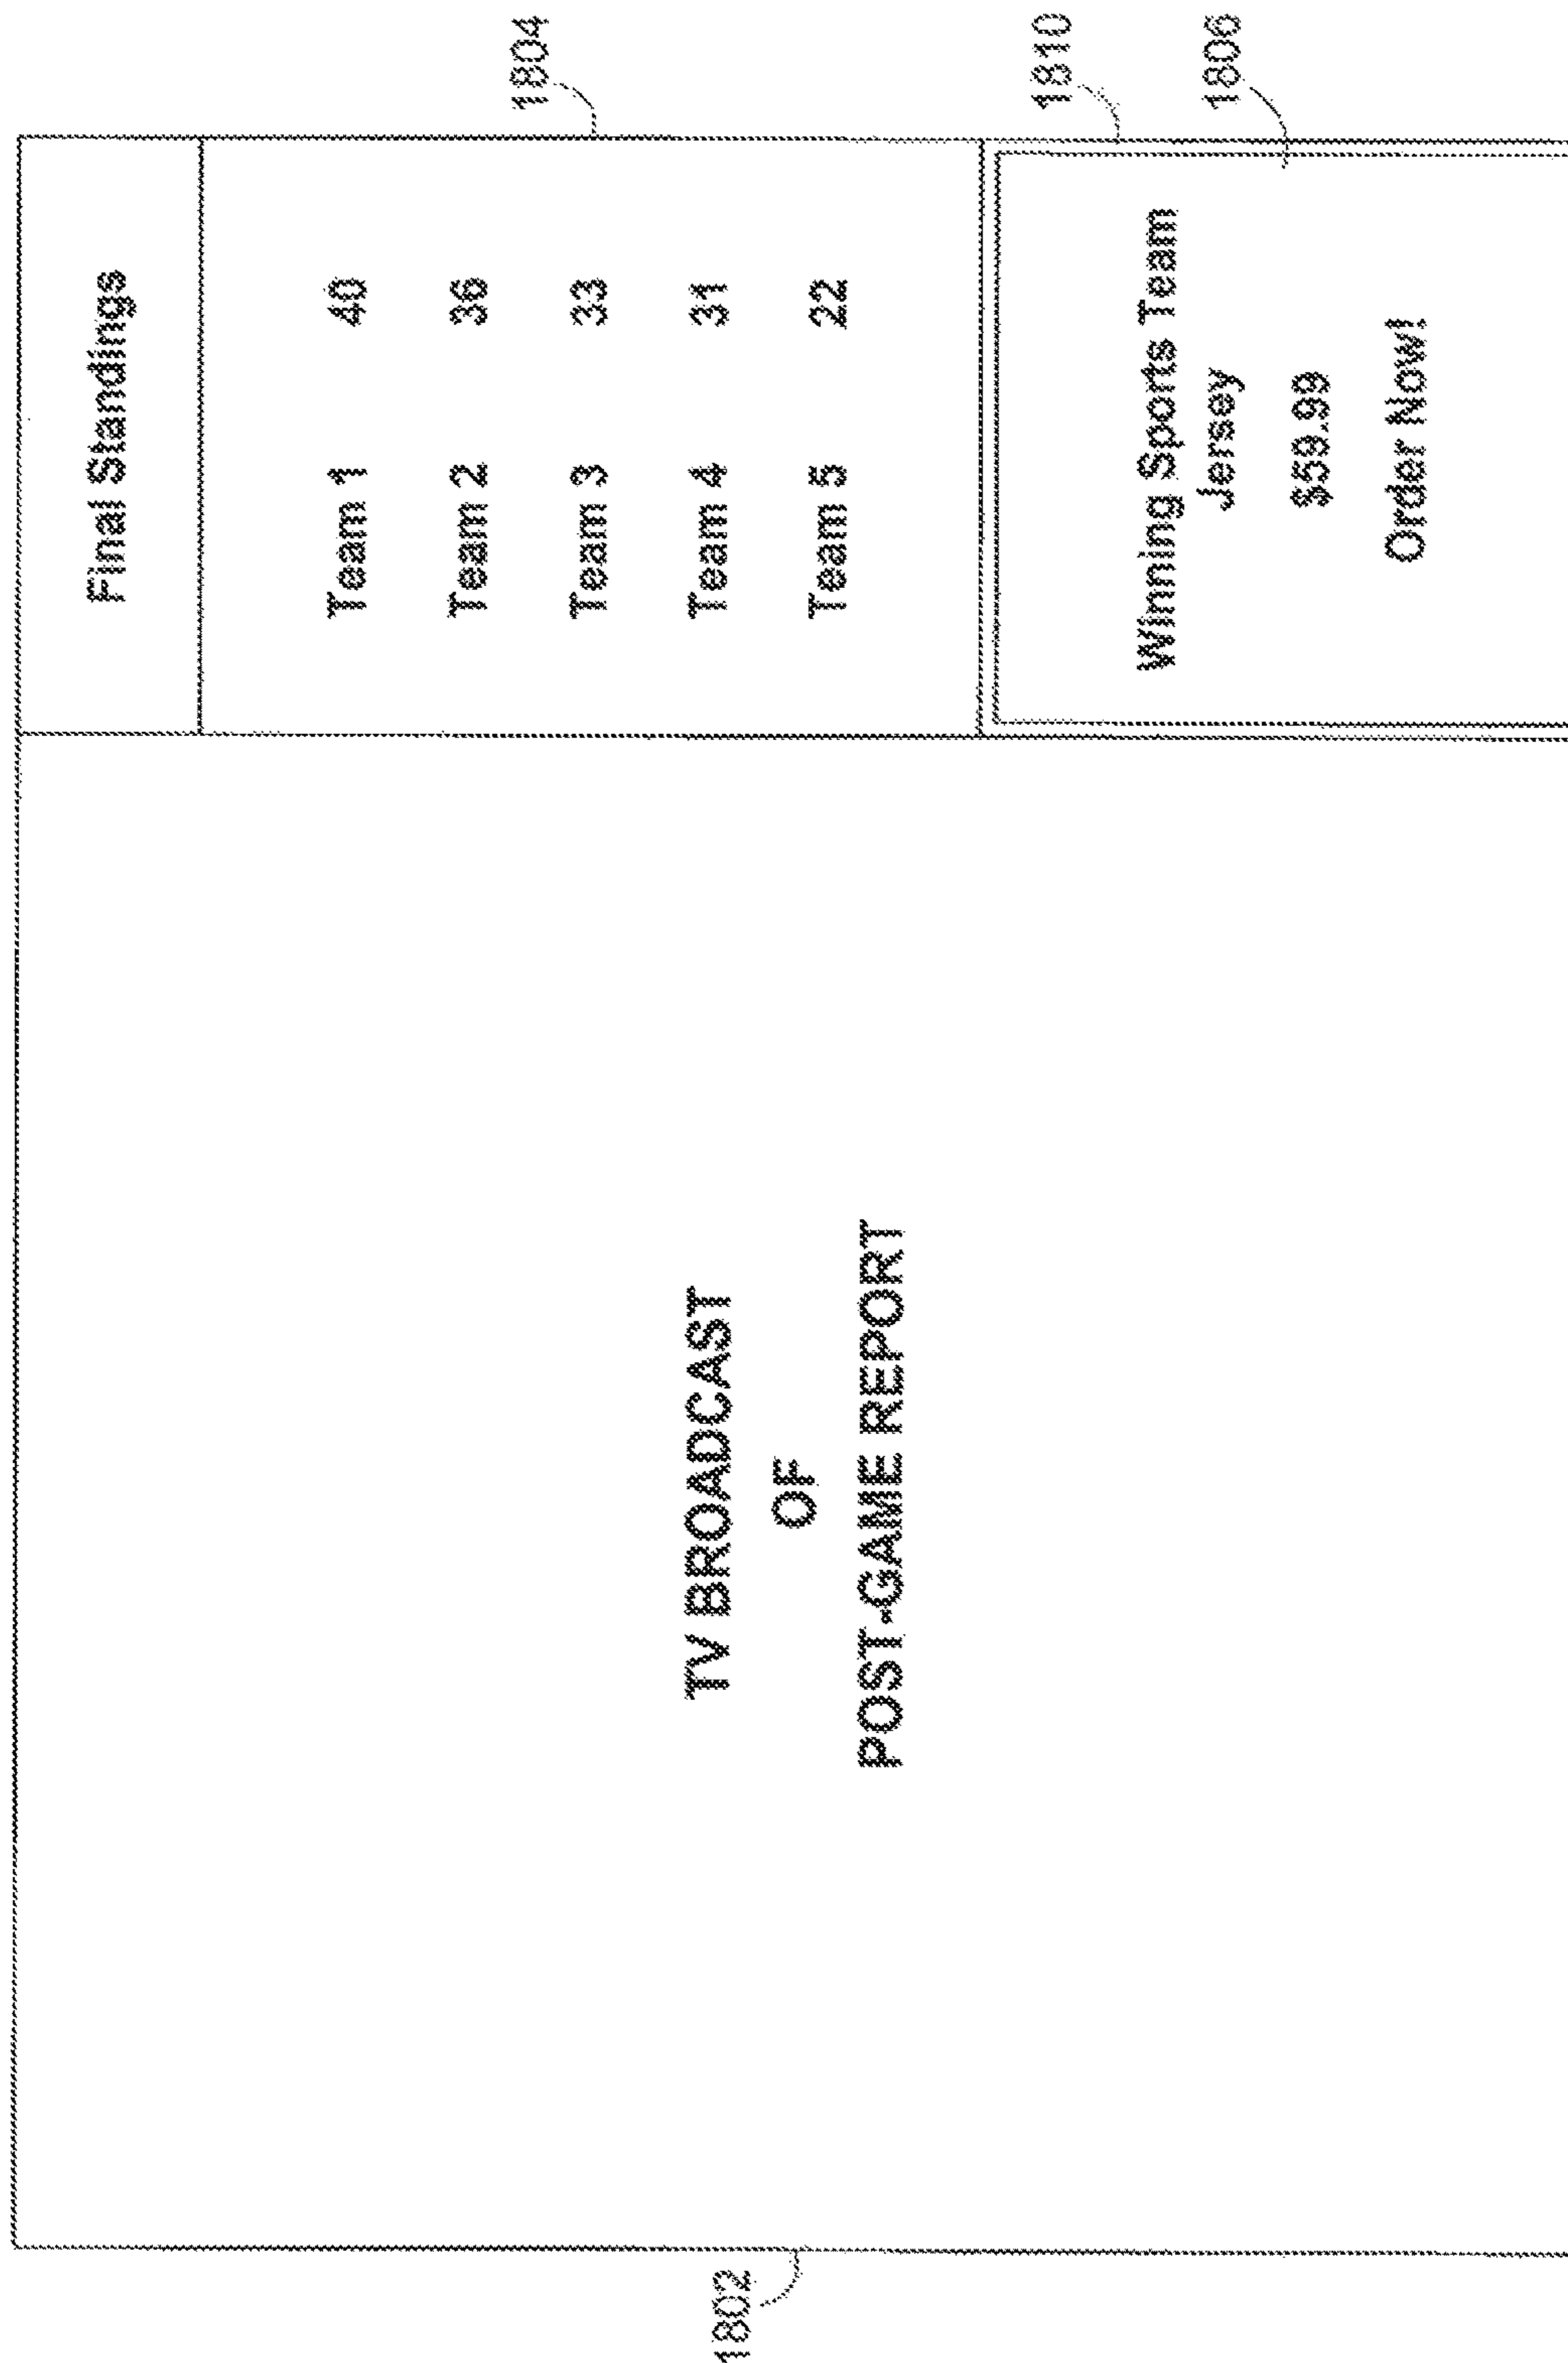 1802
TV BROADCAST
OF
POST-GAME REPORT
Final Standings
Team 1 40
Team 2 36
Team 3 33
Team 4 31
Team 5 22
1804
1810
Winning Sports Team
Jersey
$59.99
Order Now!
1806